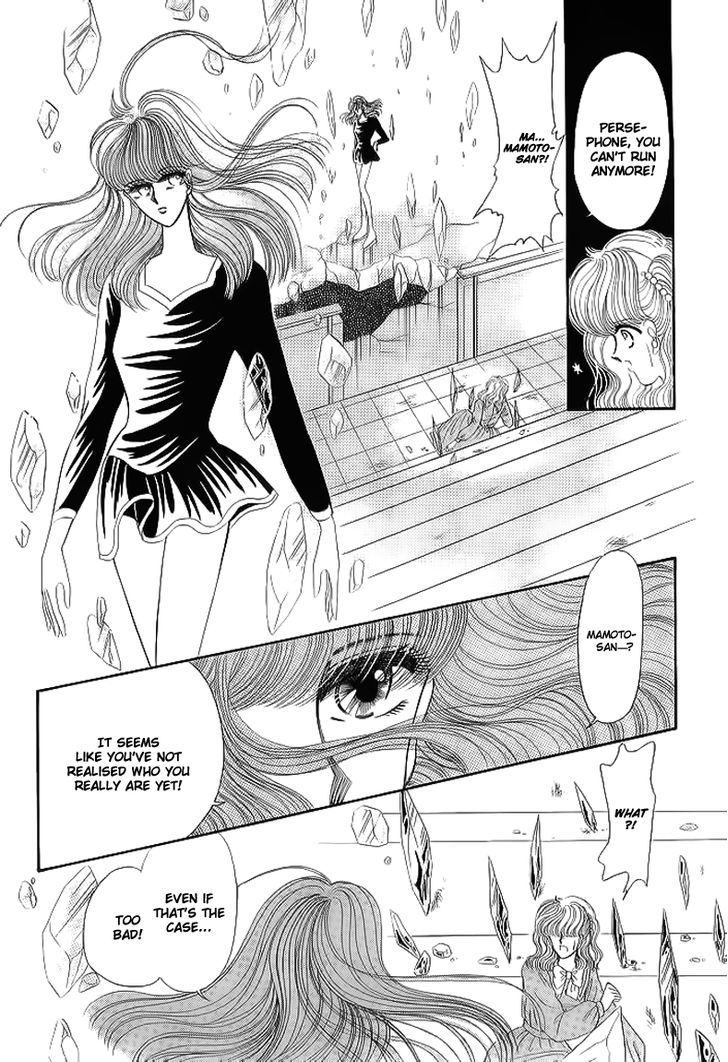 PERSE-
PHONE, YOU
CAN'T RUN
ANYMORE!
MA...
MAMOTO-
SAN?!
MAMOTO-
SAN—?
IT SEEMS
LIKE YOU'VE NOT
REALISED WHO YOU
REALLY ARE YET!
WHAT
?!
EVEN IF
THAT'S THE
CASE...
TOO
BAD!